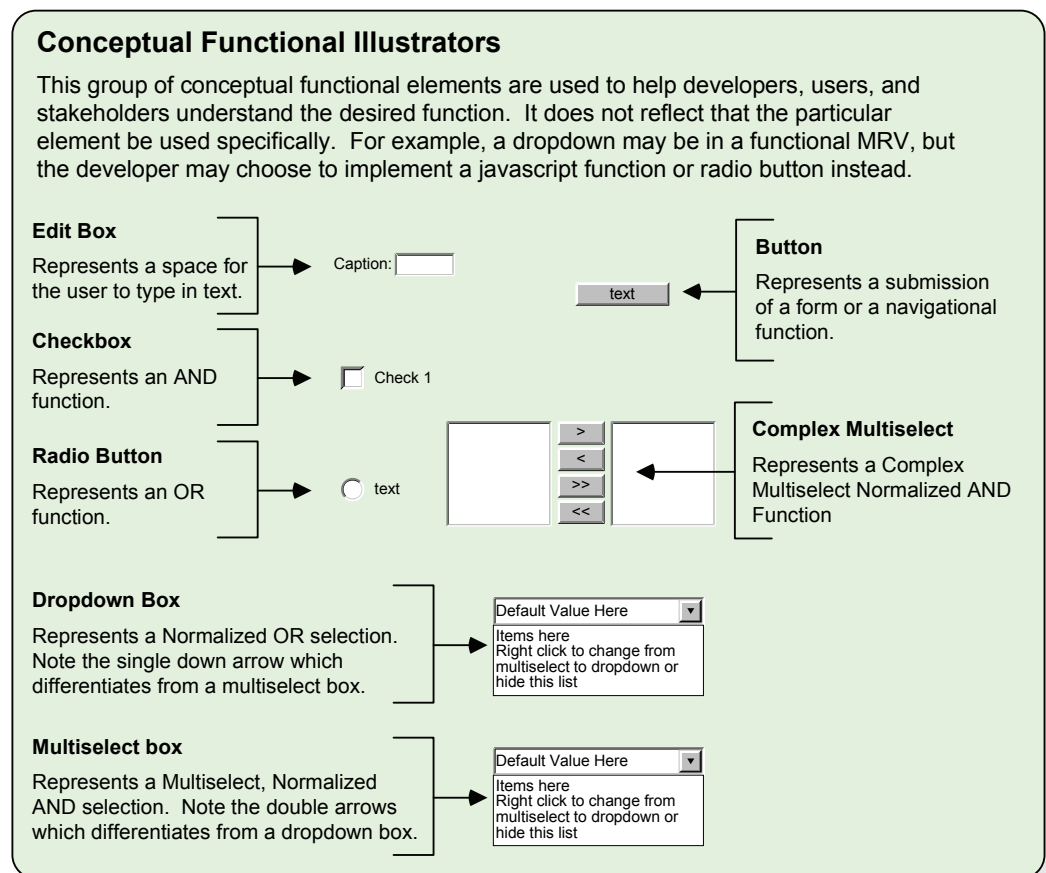 Conceptual Functional Illustrators
This group of conceptual functional elements are used to help developers, users, and
stakeholders understand the desired function.  It does not reflect that the particular
element be used specifically.  For example, a dropdown may be in a functional MRV, but
the developer may choose to implement a javascript function or radio button instead.
Edit Box
Represents a space for
the user to type in text.
Caption:
text
Button
Represents a submission
of a form or a navigational
function.
Checkbox
Represents an AND
function.
Check 1
Radio Button
Represents an OR
function.
text
>
<
>>
<<
Complex Multiselect
Represents a Complex
Multiselect Normalized AND
Function
Dropdown Box
Represents a Normalized OR selection.
Note the single down arrow which
differentiates from a multiselect box.
Default Value Here
Items here
Right click to change from
multiselect to dropdown or
hide this list
Multiselect box
Represents a Multiselect, Normalized
AND selection.  Note the double arrows
which differentiates from a dropdown box.
Default Value Here
Items here
Right click to change from
multiselect to dropdown or
hide this list